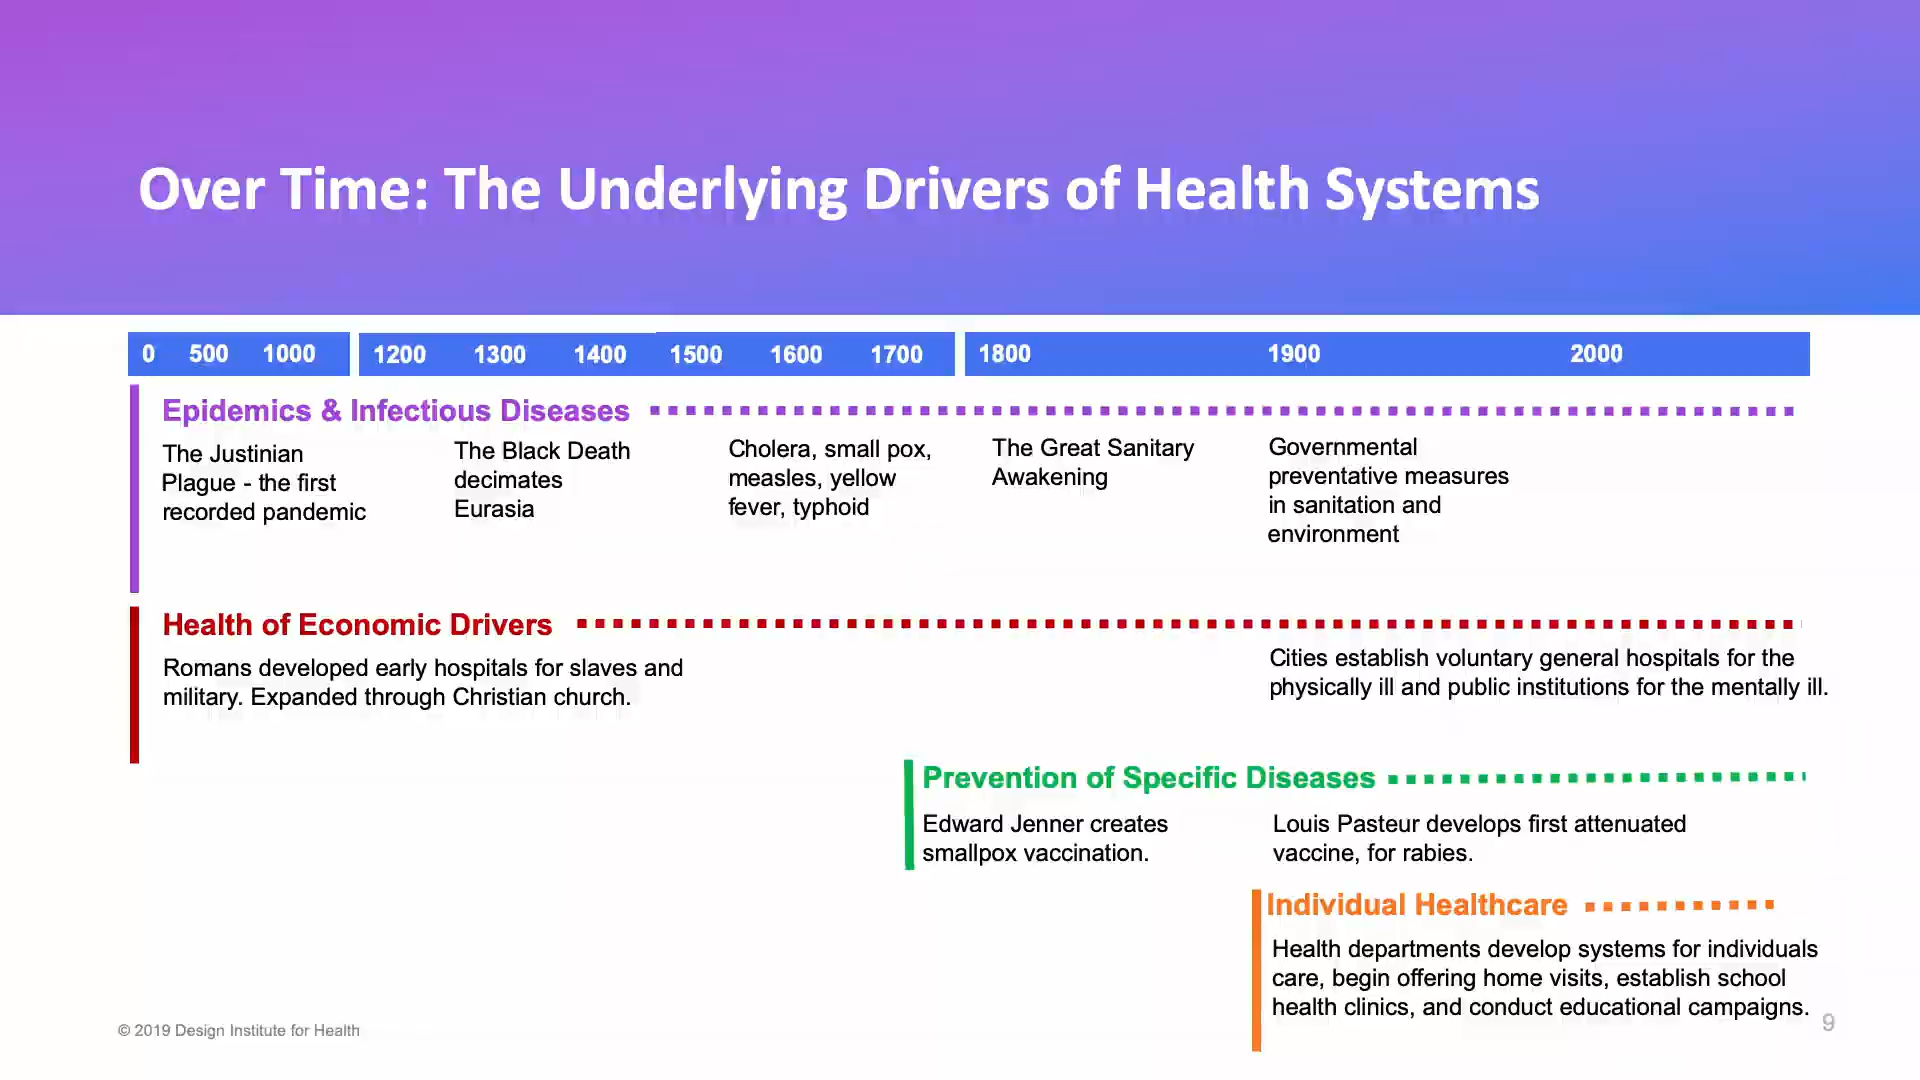 Over Time: The Underlying Drivers of Health Systems
0 500 1000 1200 1300 1400 1500 1600 1700 1800 1900 2000
Epidemics & Infectious Diseases
The Justinian
Plague - the first
recorded pandemic
The Black Death
decimates
Eurasia
Cholera, small pox,
measles, yellow
fever, typhoid
The Great Sanitary
Awakening
Governmental
preventative measures
in sanitation and
environment
Health of Economic Drivers
Romans developed early hospitals for slaves and
military. Expanded through Christian church.
Cities establish voluntary general hospitals for the
physically ill and public institutions for the mentally ill.
Prevention of Specific Diseases
Edward Jenner creates
smallpox vaccination.
Louis Pasteur develops first attenuated
vaccine, for rabies.
Individual Healthcare
Health departments develop systems for individuals
care, begin offering home visits, establish school
health clinics, and conduct educational campaigns.
© 2019 Design Institute for Health
9